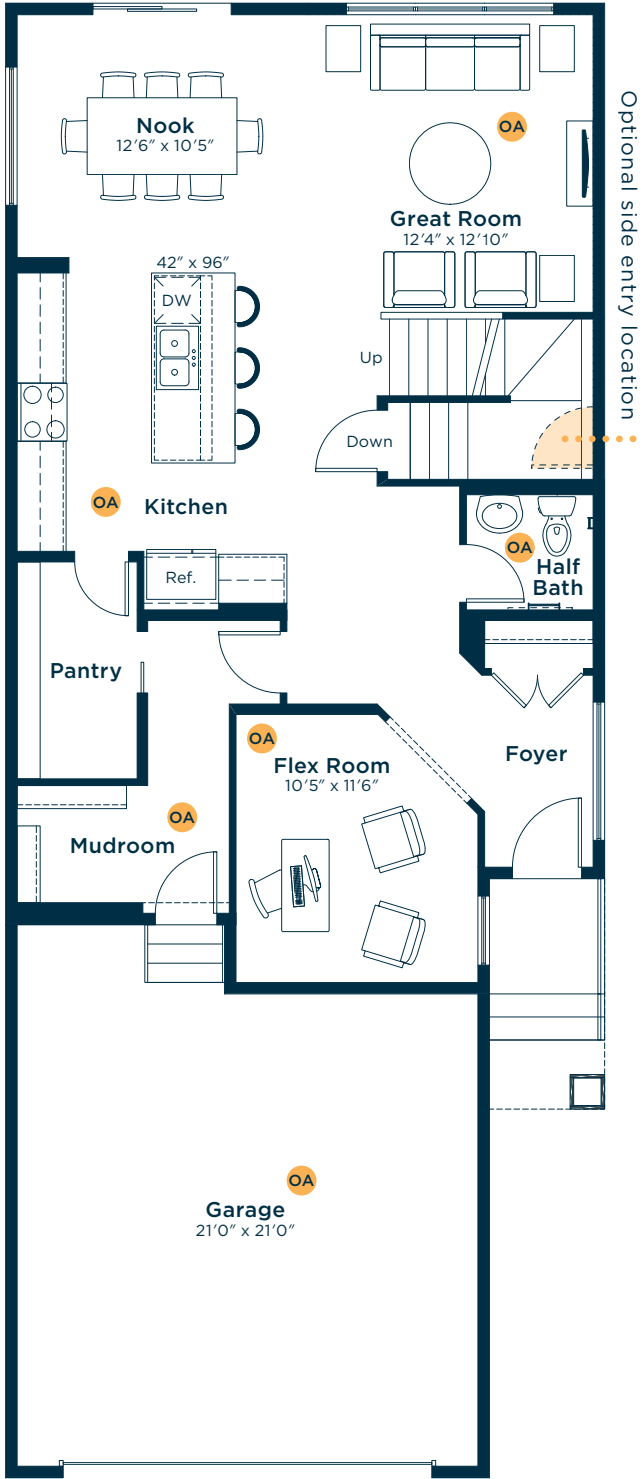 Nook
12'6" x 10'5"
OA
Great Room
12'4" x 12'10"
Optional side entry location
42" x 96"
DW
Up
Down
OA
Kitchen
Ref.
OA
Half
Bath
Pantry
OA
Flex Room
10'5" x 11'6"
Foyer
OA
Mudroom
OA
Garage
21'0" x 21'0"